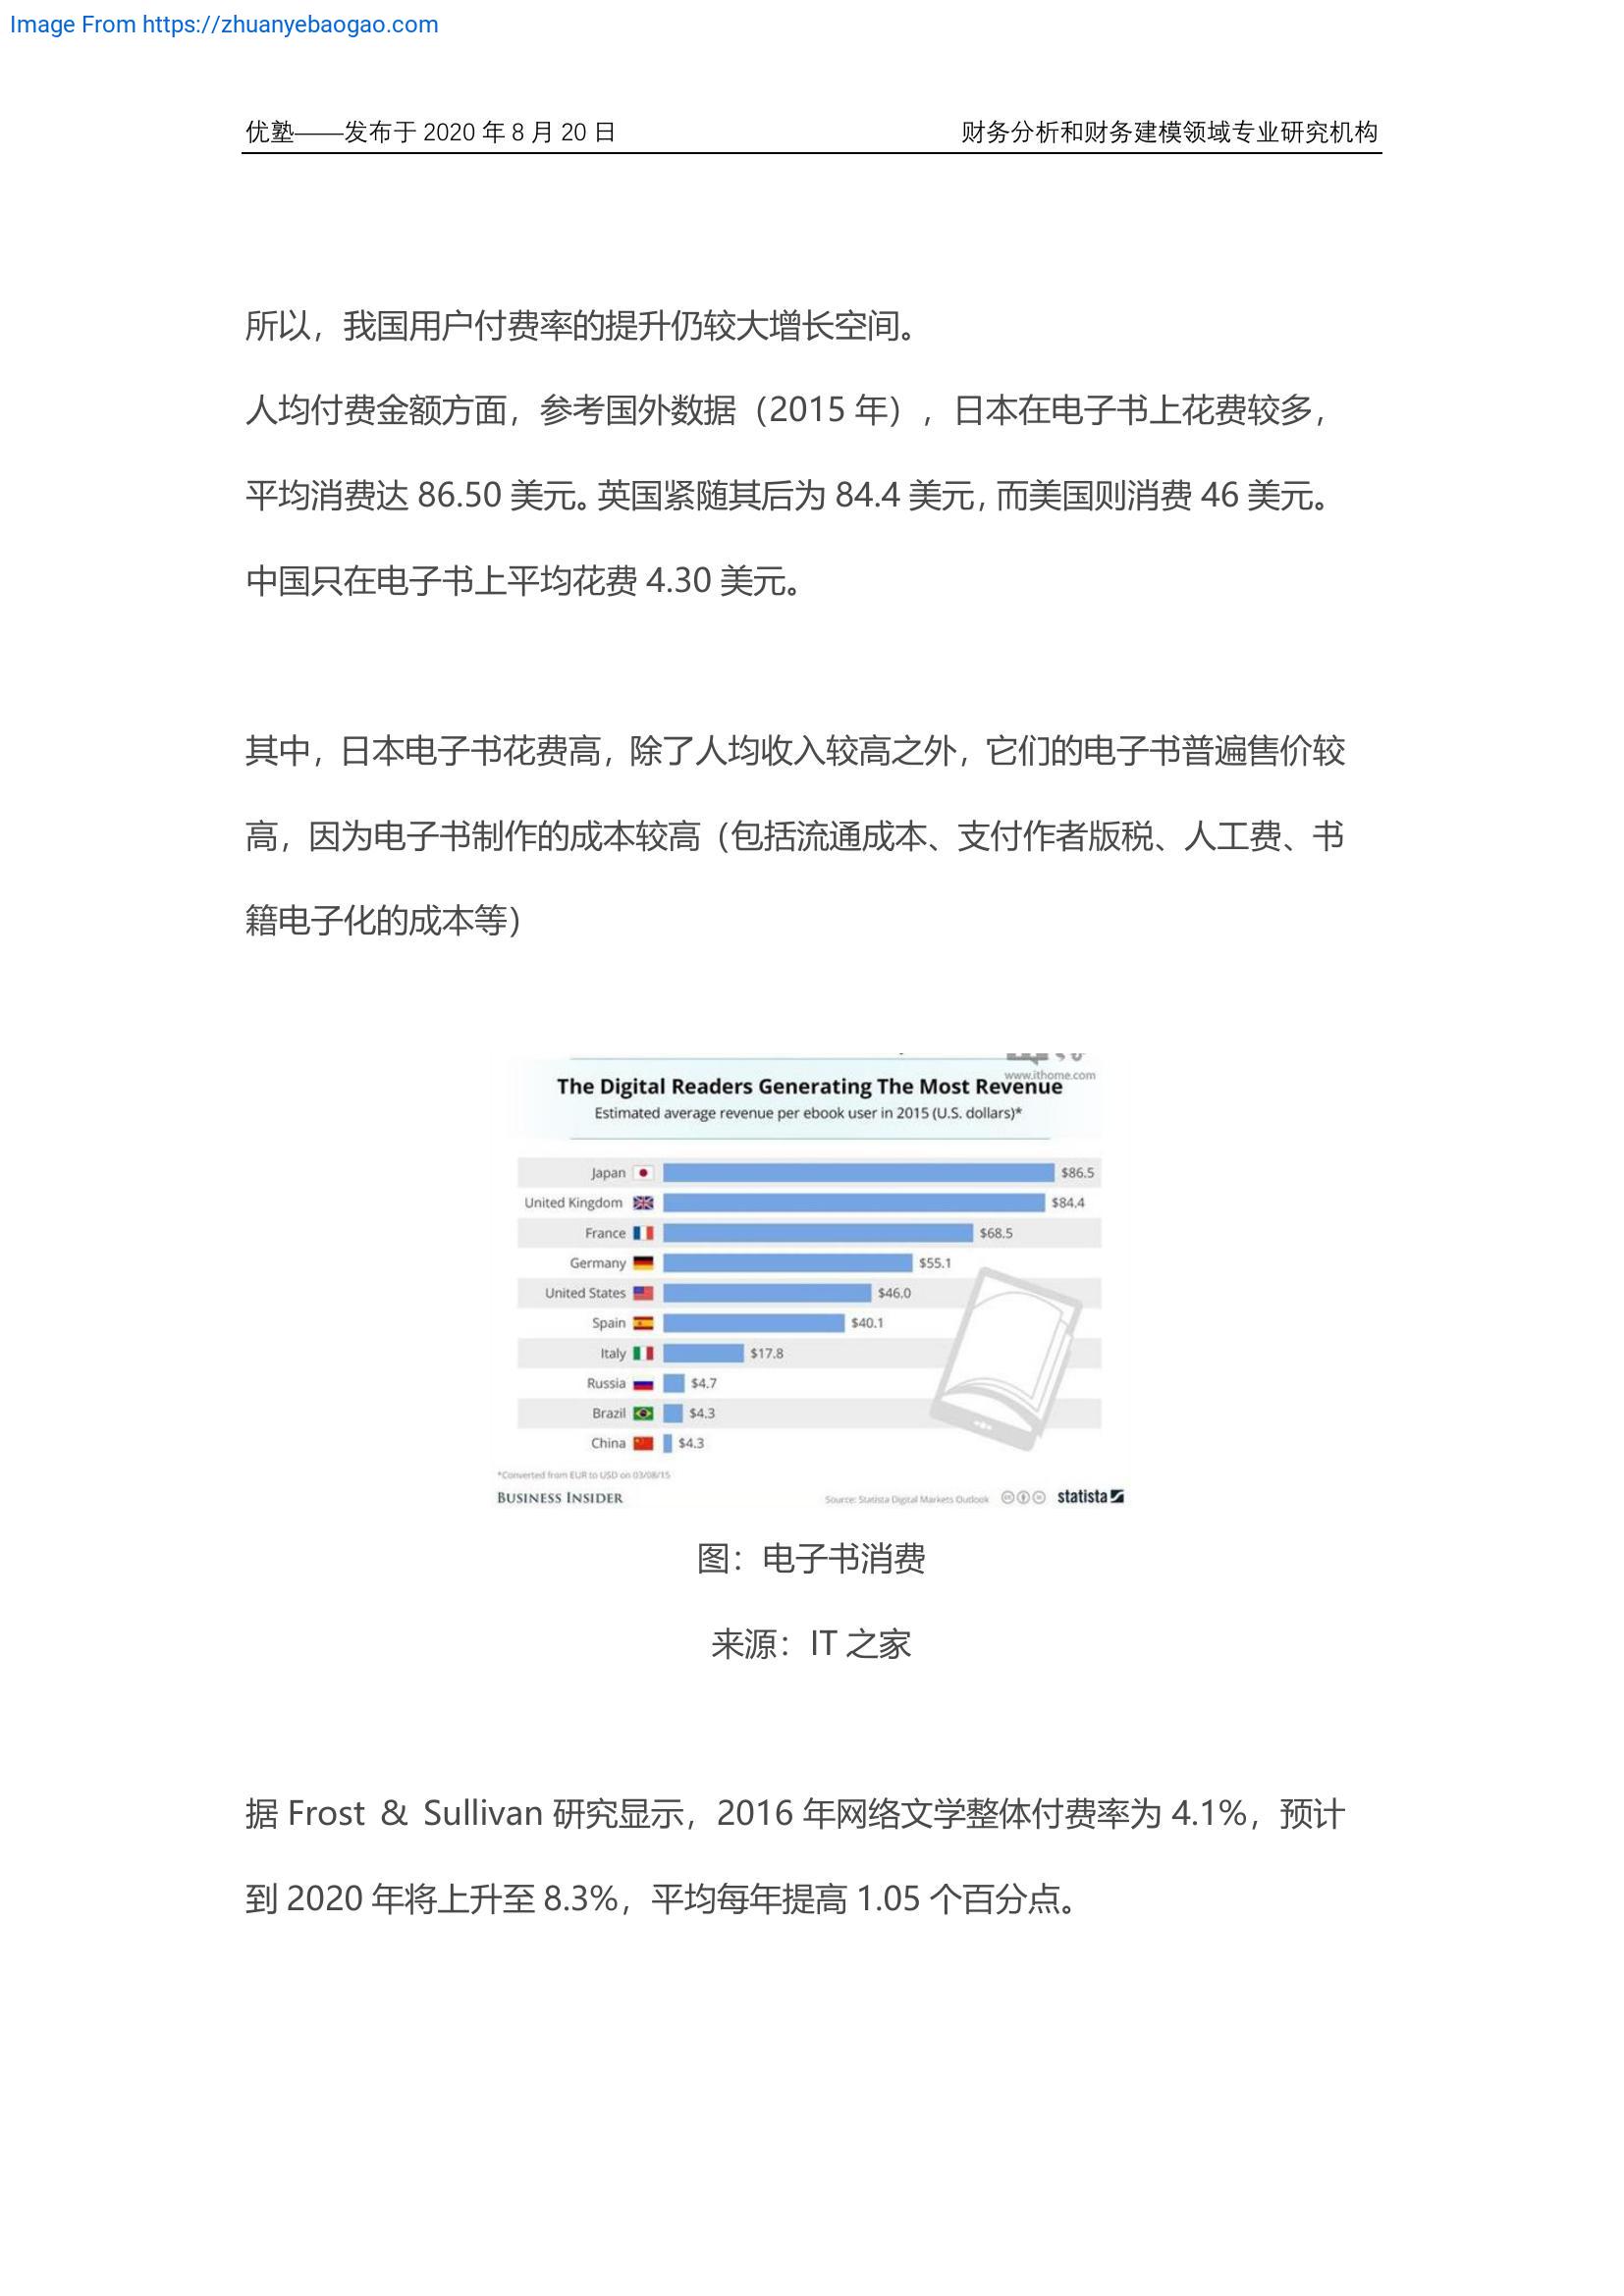 Image From https://zhuanyebaogao.com
优塾——发布于 2020 年 8 月 20 日 财务分析和财务建模领域专业研究机构
所以，我国用户付费率的提升仍较大增长空间。
人均付费金额方面，参考国外数据（2015 年），日本在电子书上花费较多，
平均消费达 86.50 美元。英国紧随其后为 84.4 美元，而美国则消费 46 美元。
中国只在电子书上平均花费 4.30 美元。
其中，日本电子书花费高，除了人均收入较高之外，它们的电子书普遍售价较
高，因为电子书制作的成本较高（包括流通成本、支付作者版税、人工费、书
籍电子化的成本等）
www.ithome.com
The Digital Readers Generating The Most Revenue
Estimated average revenue per ebook user in 2015 (U.S. dollars)*
Japan $86.5
United Kingdom $84.4
France $68.5
Germany $55.1
United States $46.0
Spain $40.1
Italy $17.8
Russia $4.7
Brazil $4.3
China $4.3
*Converted from EUR to USD on 03/08/15
BUSINESS INSIDER Source: Statista Digital Markets Outlook statista
图：电子书消费
来源：IT 之家
据 Frost & Sullivan 研究显示，2016 年网络文学整体付费率为 4.1%，预计
到 2020 年将上升至 8.3%，平均每年提高 1.05 个百分点。